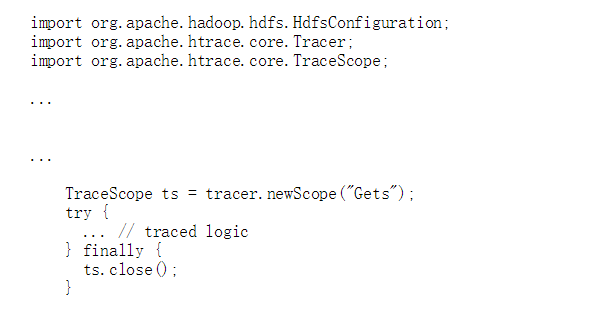 import org.apache.hadoop.hdfs.HdfsConfiguration;
import org.apache.htrace.core.Tracer;
import org.apache.htrace.core.TraceScope;
...
...
TraceScope ts = tracer.newScope("Gets");
try {
... // traced logic
} finally {
ts.close();
}